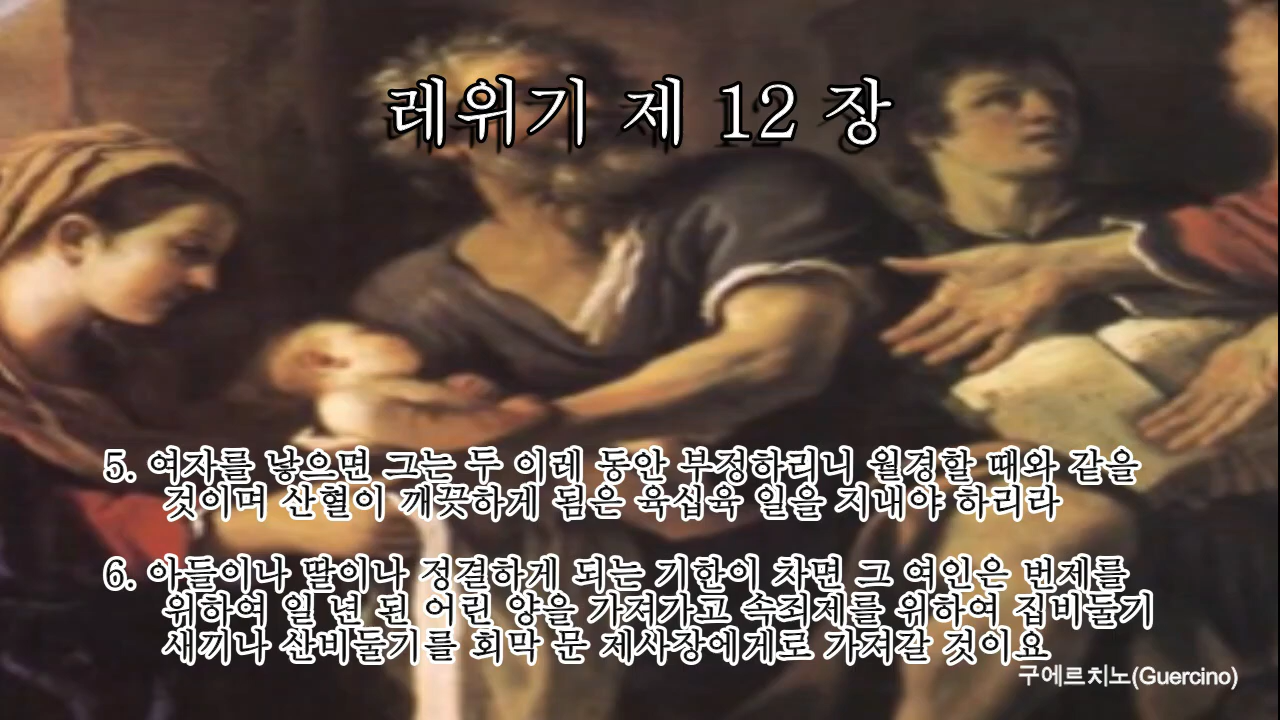 레위기 제 12 장
5. 여자를 낳으면 그는 두 이레 동안 부정하리니 월경할 때와 같을
것이며 산혈이 깨끗하게 됨은 육십육 일을 지내야 하리라
6. 아들이나 딸이나 정결하게 되는 기한이 차면 그 여인은 번제를
위하여 일 년 된 어린 양을 가져가고 속죄제를 위하여 집비둘기
새끼나 산비둘기를 회막 문 제사장에게로 가져갈 것이요
구에르치노(Guercino)